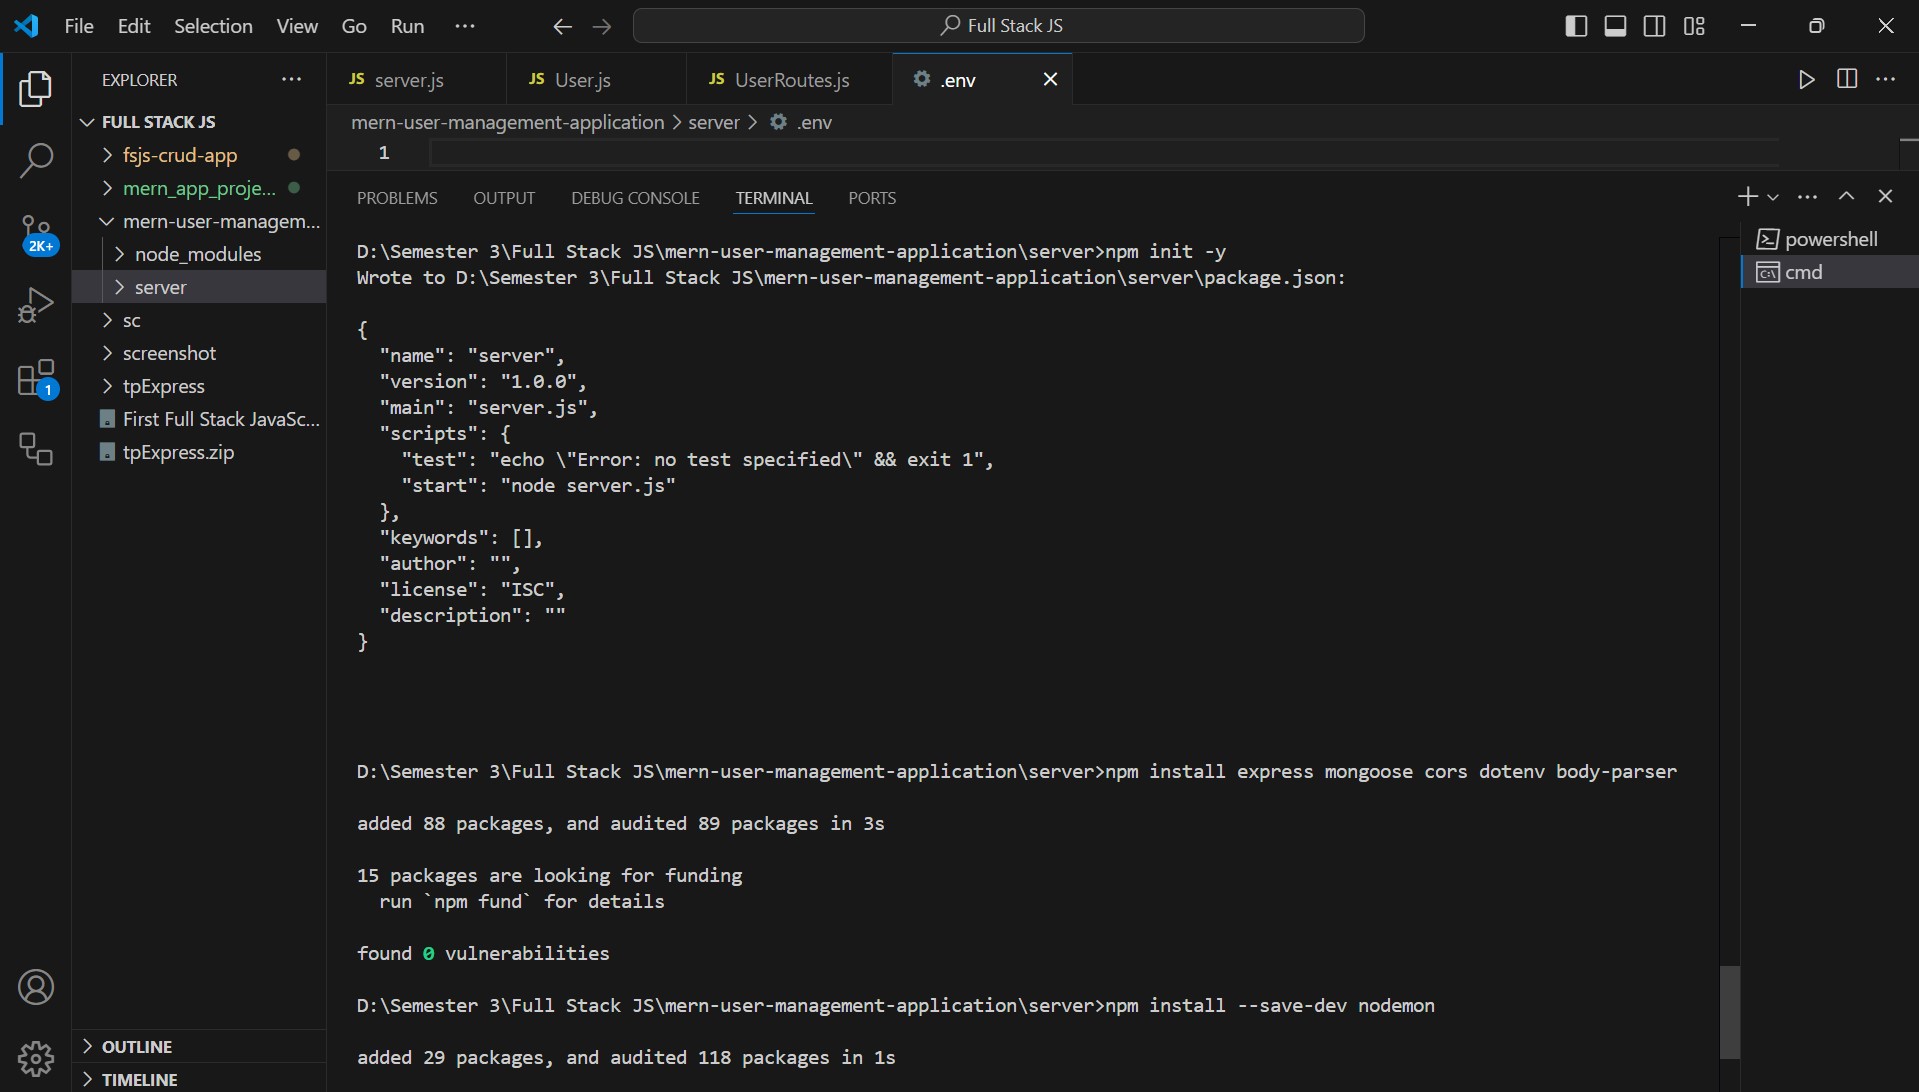 File Edit Selection View Go Run ···
Full Stack JS
EXPLORER ···
FULL STACK JS
fsjs-crud-app
mern_app_proje...
mern-user-managem...
node_modules
server
sc
screenshot
tpExpress
First Full Stack JavaSc...
tpExpress.zip
OUTLINE
TIMELINE
2K+
1
JS server.js
JS User.js
JS UserRoutes.js
.env
mern-user-management-application > server > .env
1
PROBLEMS OUTPUT DEBUG CONSOLE TERMINAL PORTS
powershell
cmd
D:\Semester 3\Full Stack JS\mern-user-management-application\server>npm init -y
Wrote to D:\Semester 3\Full Stack JS\mern-user-management-application\server\package.json:
{
"name": "server",
"version": "1.0.0",
"main": "server.js",
"scripts": {
"test": "echo \"Error: no test specified\" && exit 1",
"start": "node server.js"
},
"keywords": [],
"author": "",
"license": "ISC",
"description": ""
}
D:\Semester 3\Full Stack JS\mern-user-management-application\server>npm install express mongoose cors dotenv body-parser
added 88 packages, and audited 89 packages in 3s
15 packages are looking for funding
run `npm fund` for details
found 0 vulnerabilities
D:\Semester 3\Full Stack JS\mern-user-management-application\server>npm install --save-dev nodemon
added 29 packages, and audited 118 packages in 1s